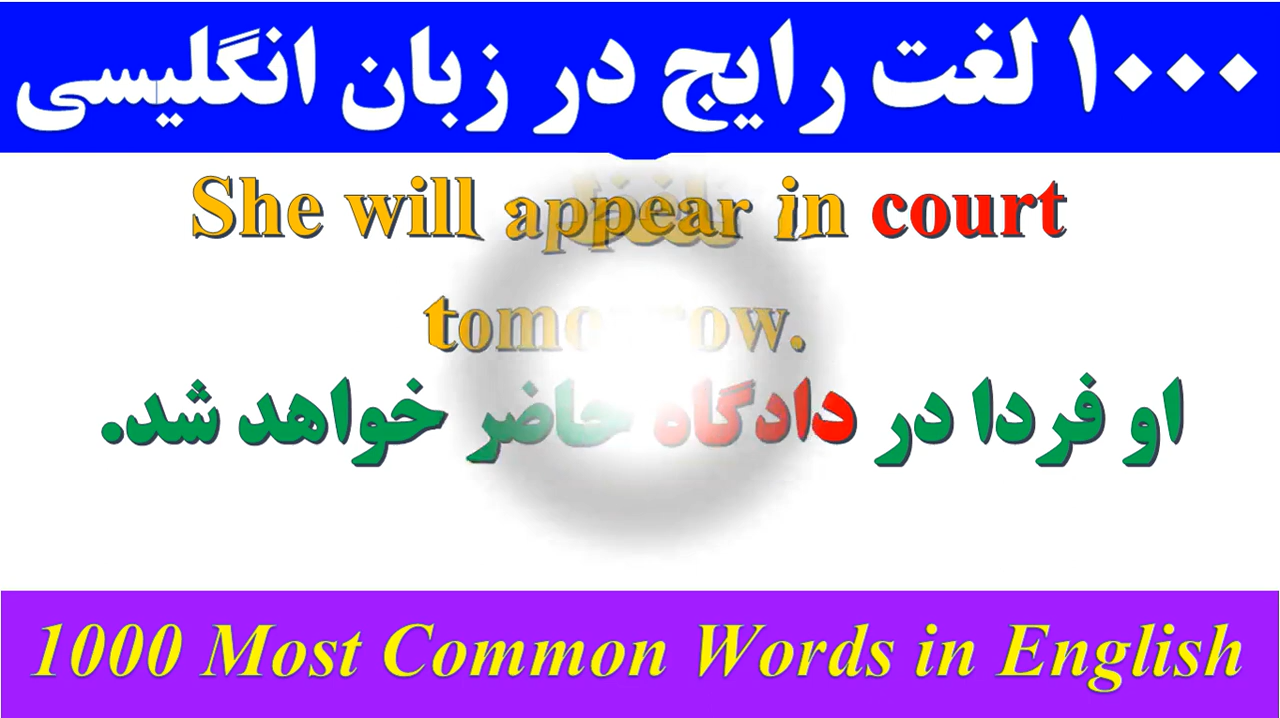 ۱۰۰۰ لغت رایج در زبان انگلیسی
She will appear in court
tomorrow.
او فردا در دادگاه حاضر خواهد شد.
1000 Most Common Words in English